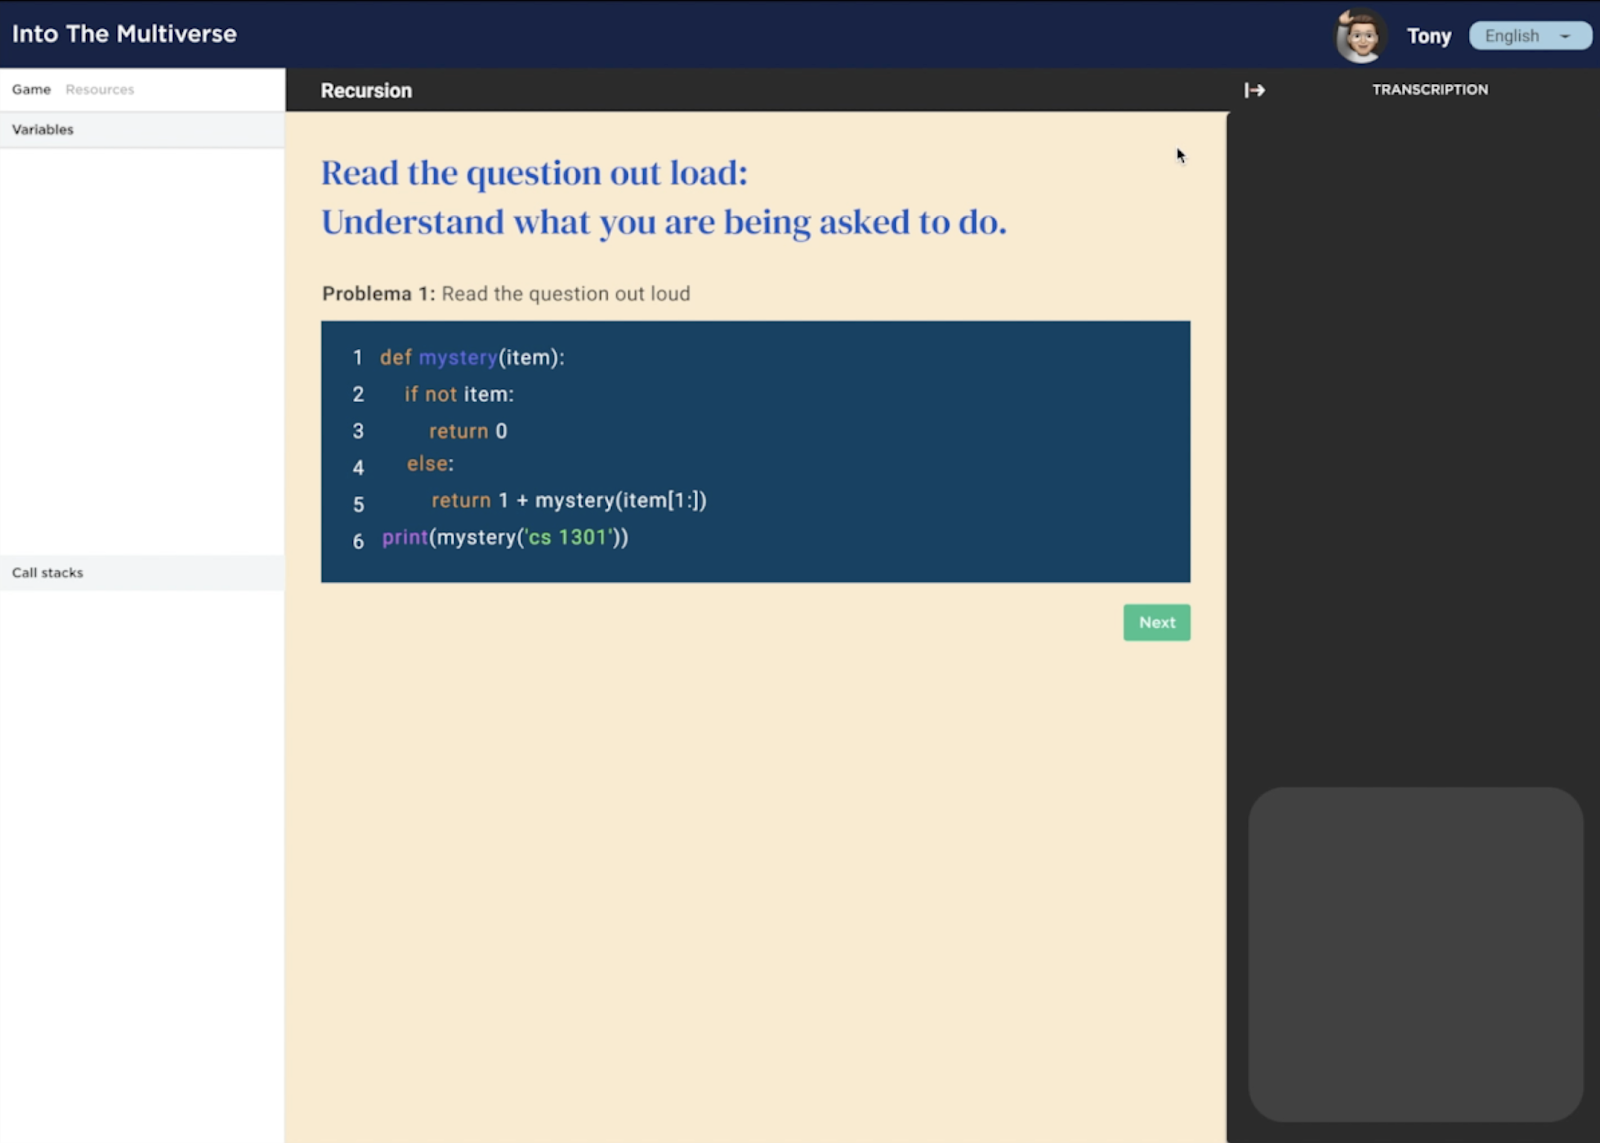 Into The Multiverse
Tony
English
Game Resources
Variables
Call stacks
Recursion
Read the question out load:
Understand what you are being asked to do.
Problema 1: Read the question out loud
1 def mystery(item):
2 if not item:
3 return 0
4 else:
5 return 1 + mystery(item[1:])
6 print(mystery('cs 1301'))
Next
TRANSCRIPTION